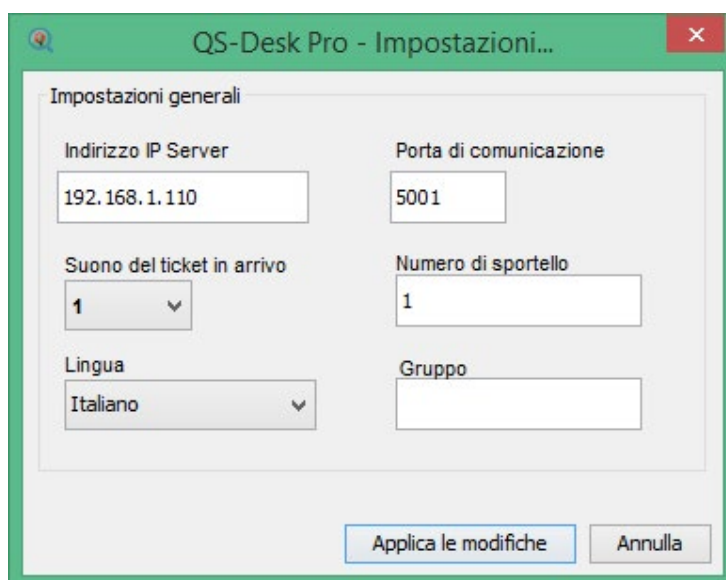 QS-Desk Pro - Impostazioni...
Impostazioni generali
Indirizzo IP Server
Porta di comunicazione
192.168.1.110
5001
Suono del ticket in arrivo
Numero di sportello
1
1
Lingua
Gruppo
Italiano
Applica le modifiche
Annulla